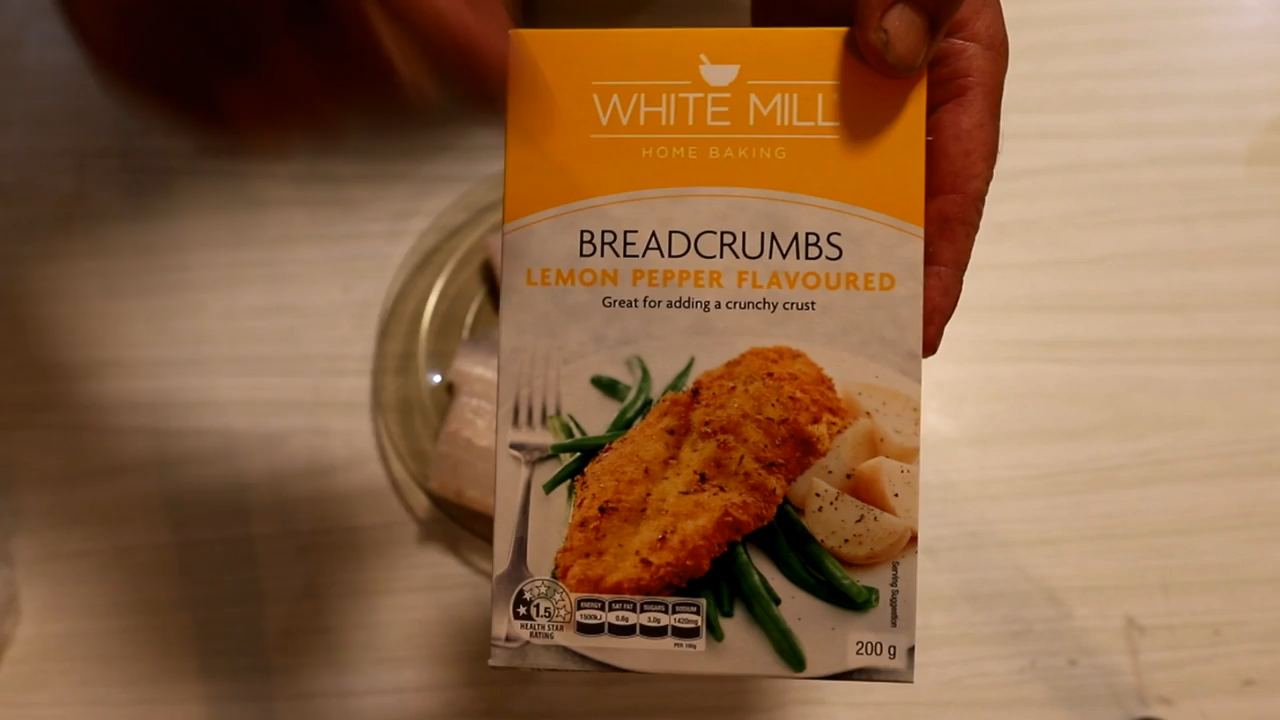 WHITE MILL
HOME BAKING
BREADCRUMBS
LEMON PEPPER FLAVOURED
Great for adding a crunchy crust
Serving Suggestion
1.5
HEALTH STAR
RATING
ENERGY SAT FAT SUGARS SODIUM
1500kJ 0.6g 3.0g 1420mg
PER 100g
200 g